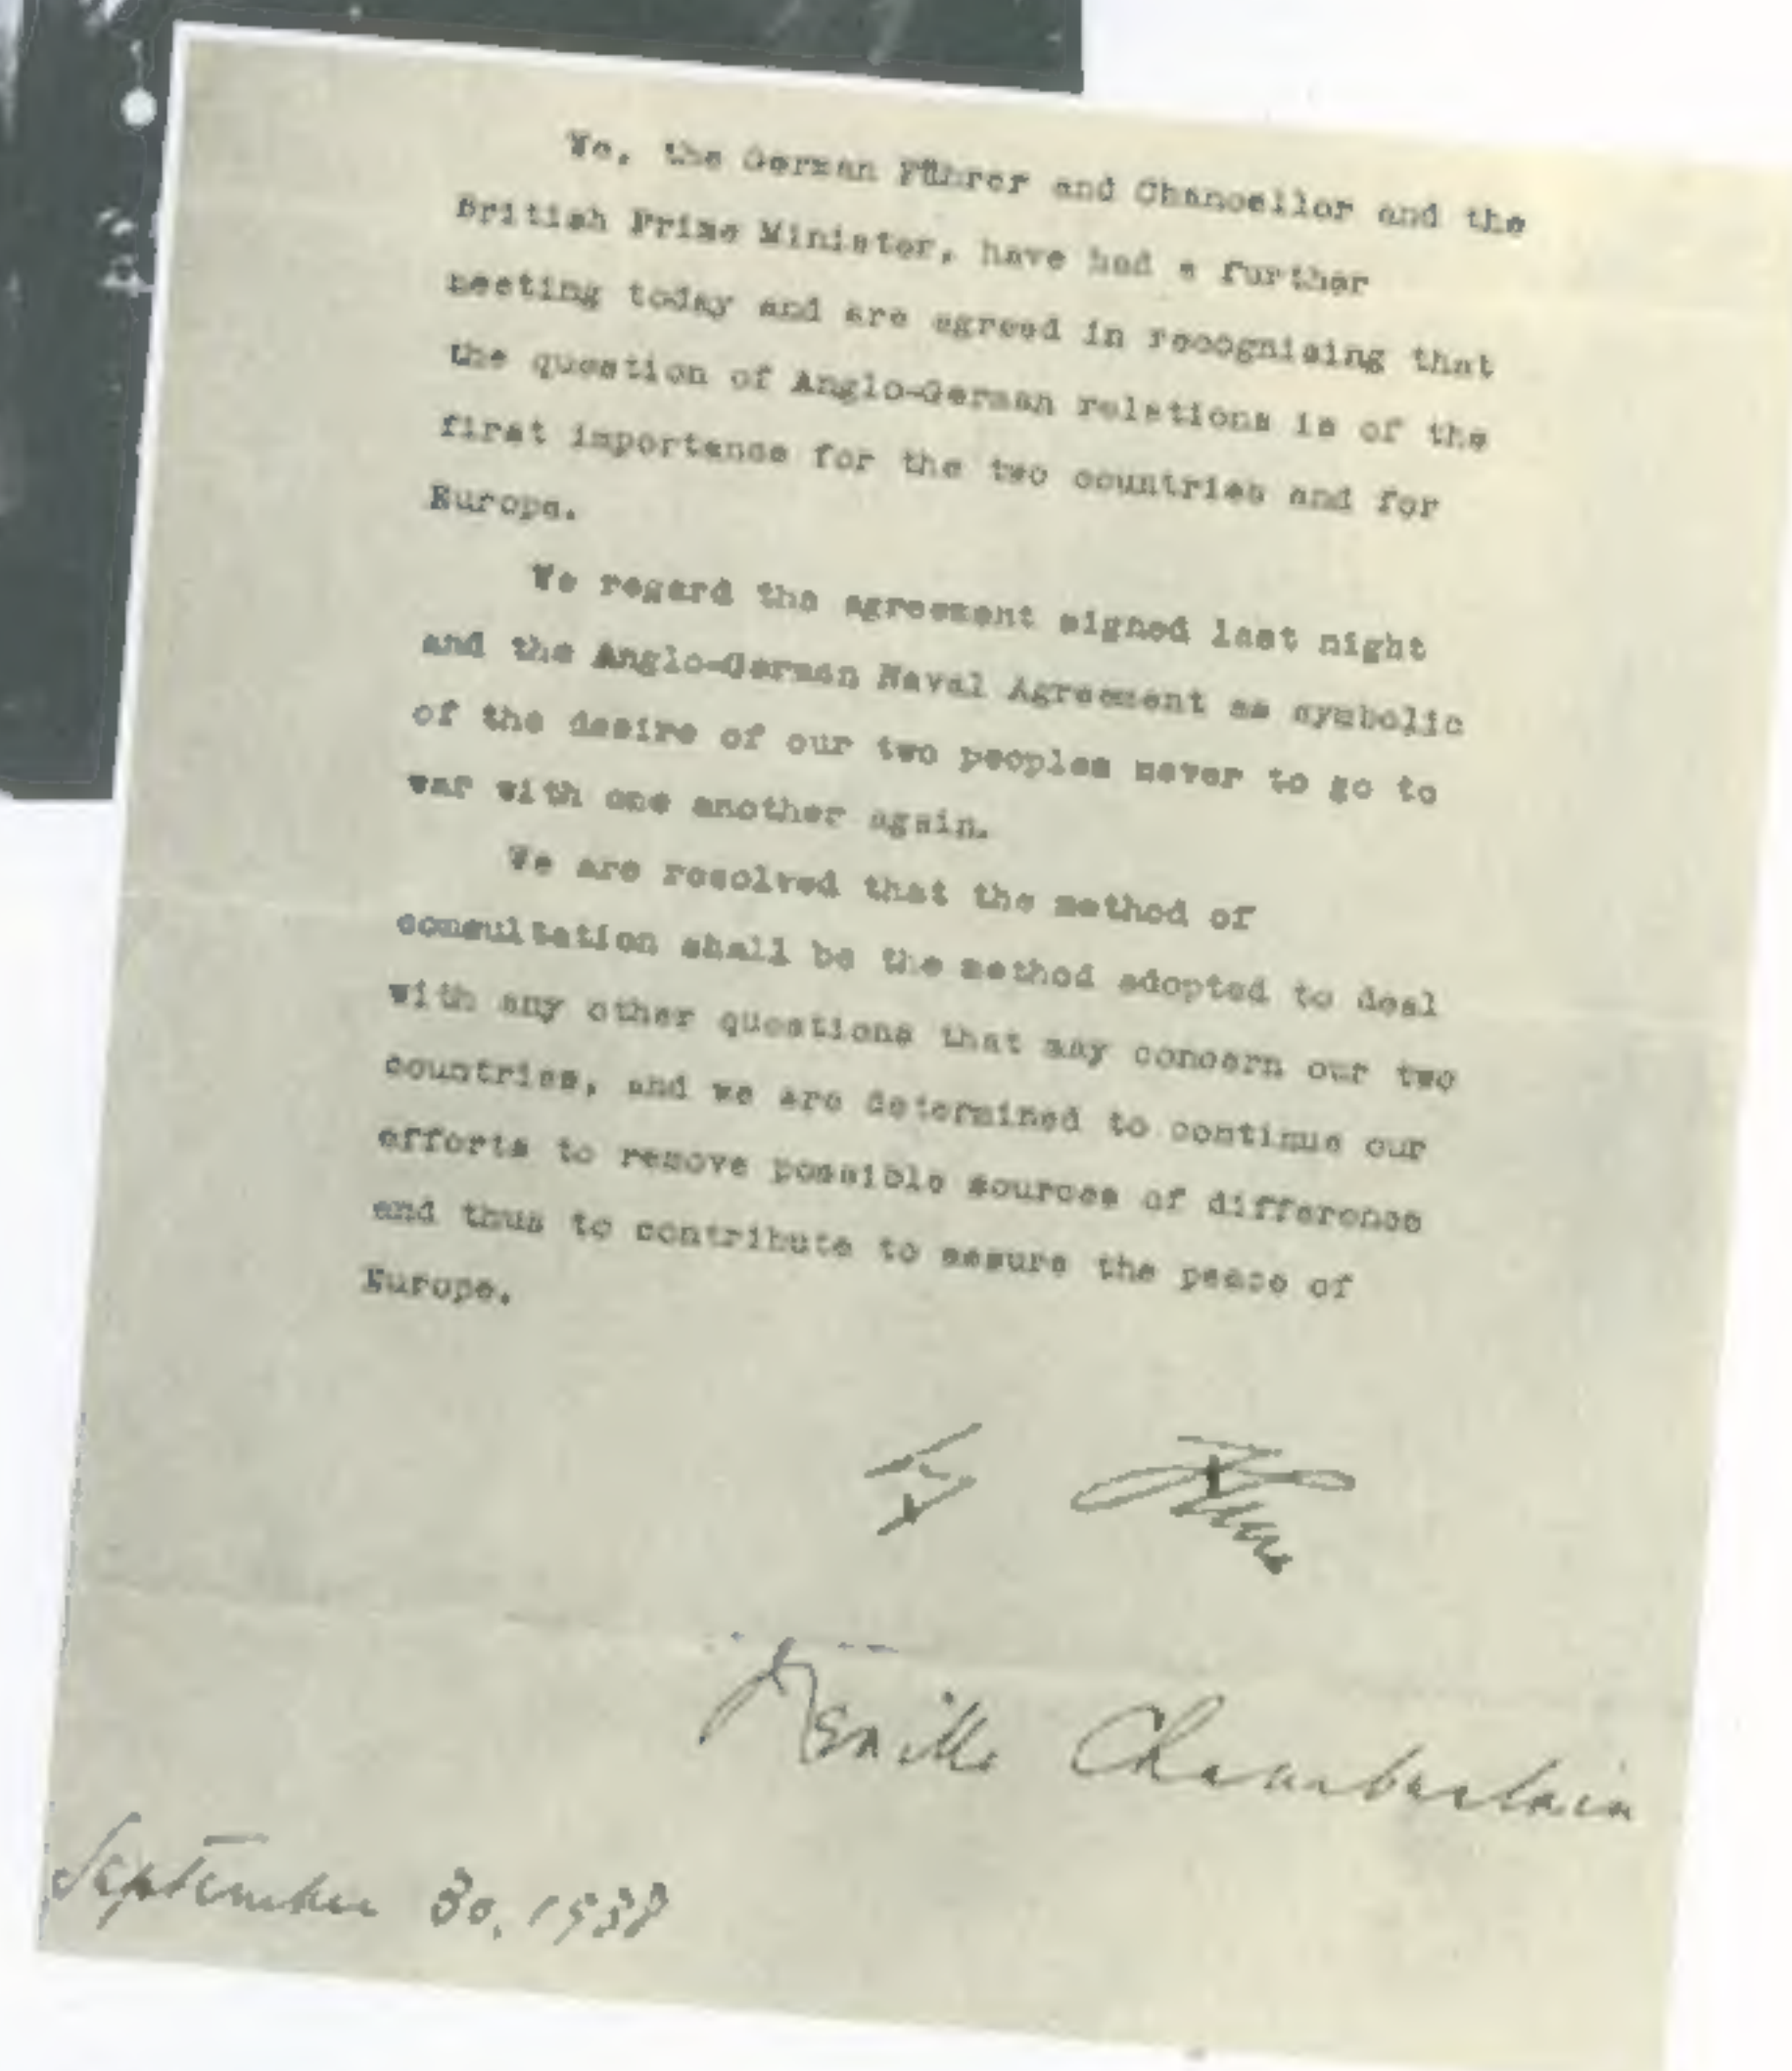 We, the German Führer and Chancellor and the
British Prime Minister, have had a further
meeting today and are agreed in recognising that
the question of Anglo-German relations is of the
first importance for the two countries and for
Europe.
We regard the agreement signed last night
and the Anglo-German Naval Agreement as symbolic
of the desire of our two peoples never to go to
war with one another again.
We are resolved that the method of
consultation shall be the method adopted to deal
with any other questions that may concern our two
countries, and we are determined to continue our
efforts to remove possible sources of difference
and thus to contribute to assure the peace of
Europe.
Neville Chamberlain
September 30, 1938